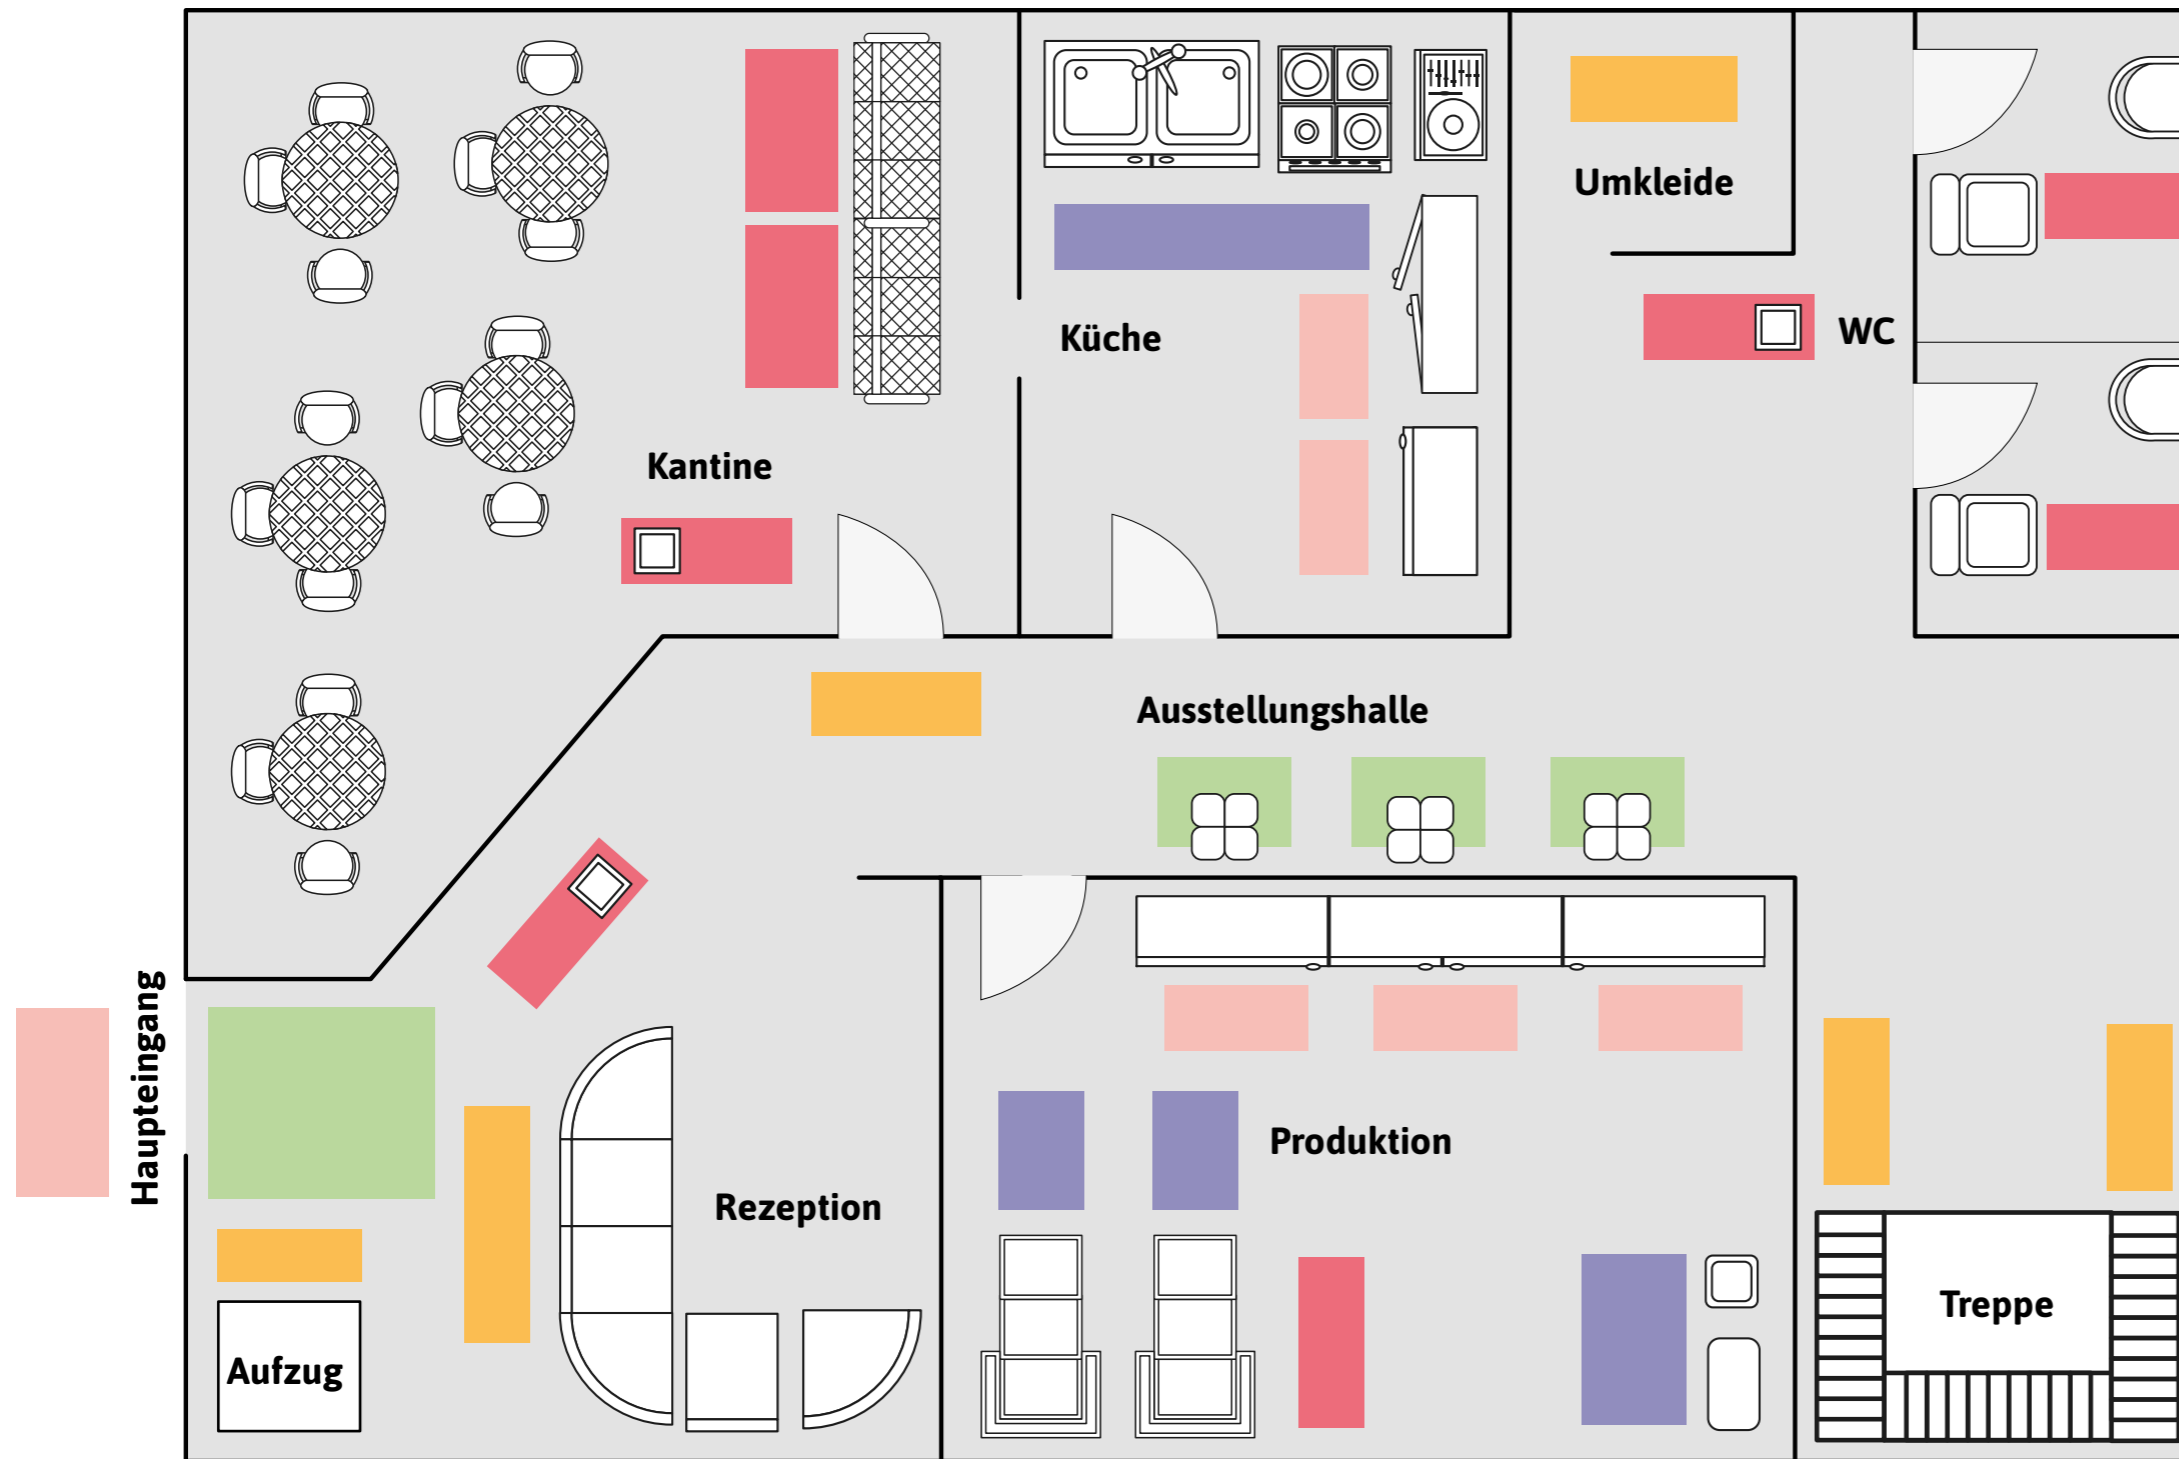 Umkleide
Küche
WC
Kantine
Ausstellungshalle
Haupteingang
Produktion
Rezeption
Treppe
Aufzug